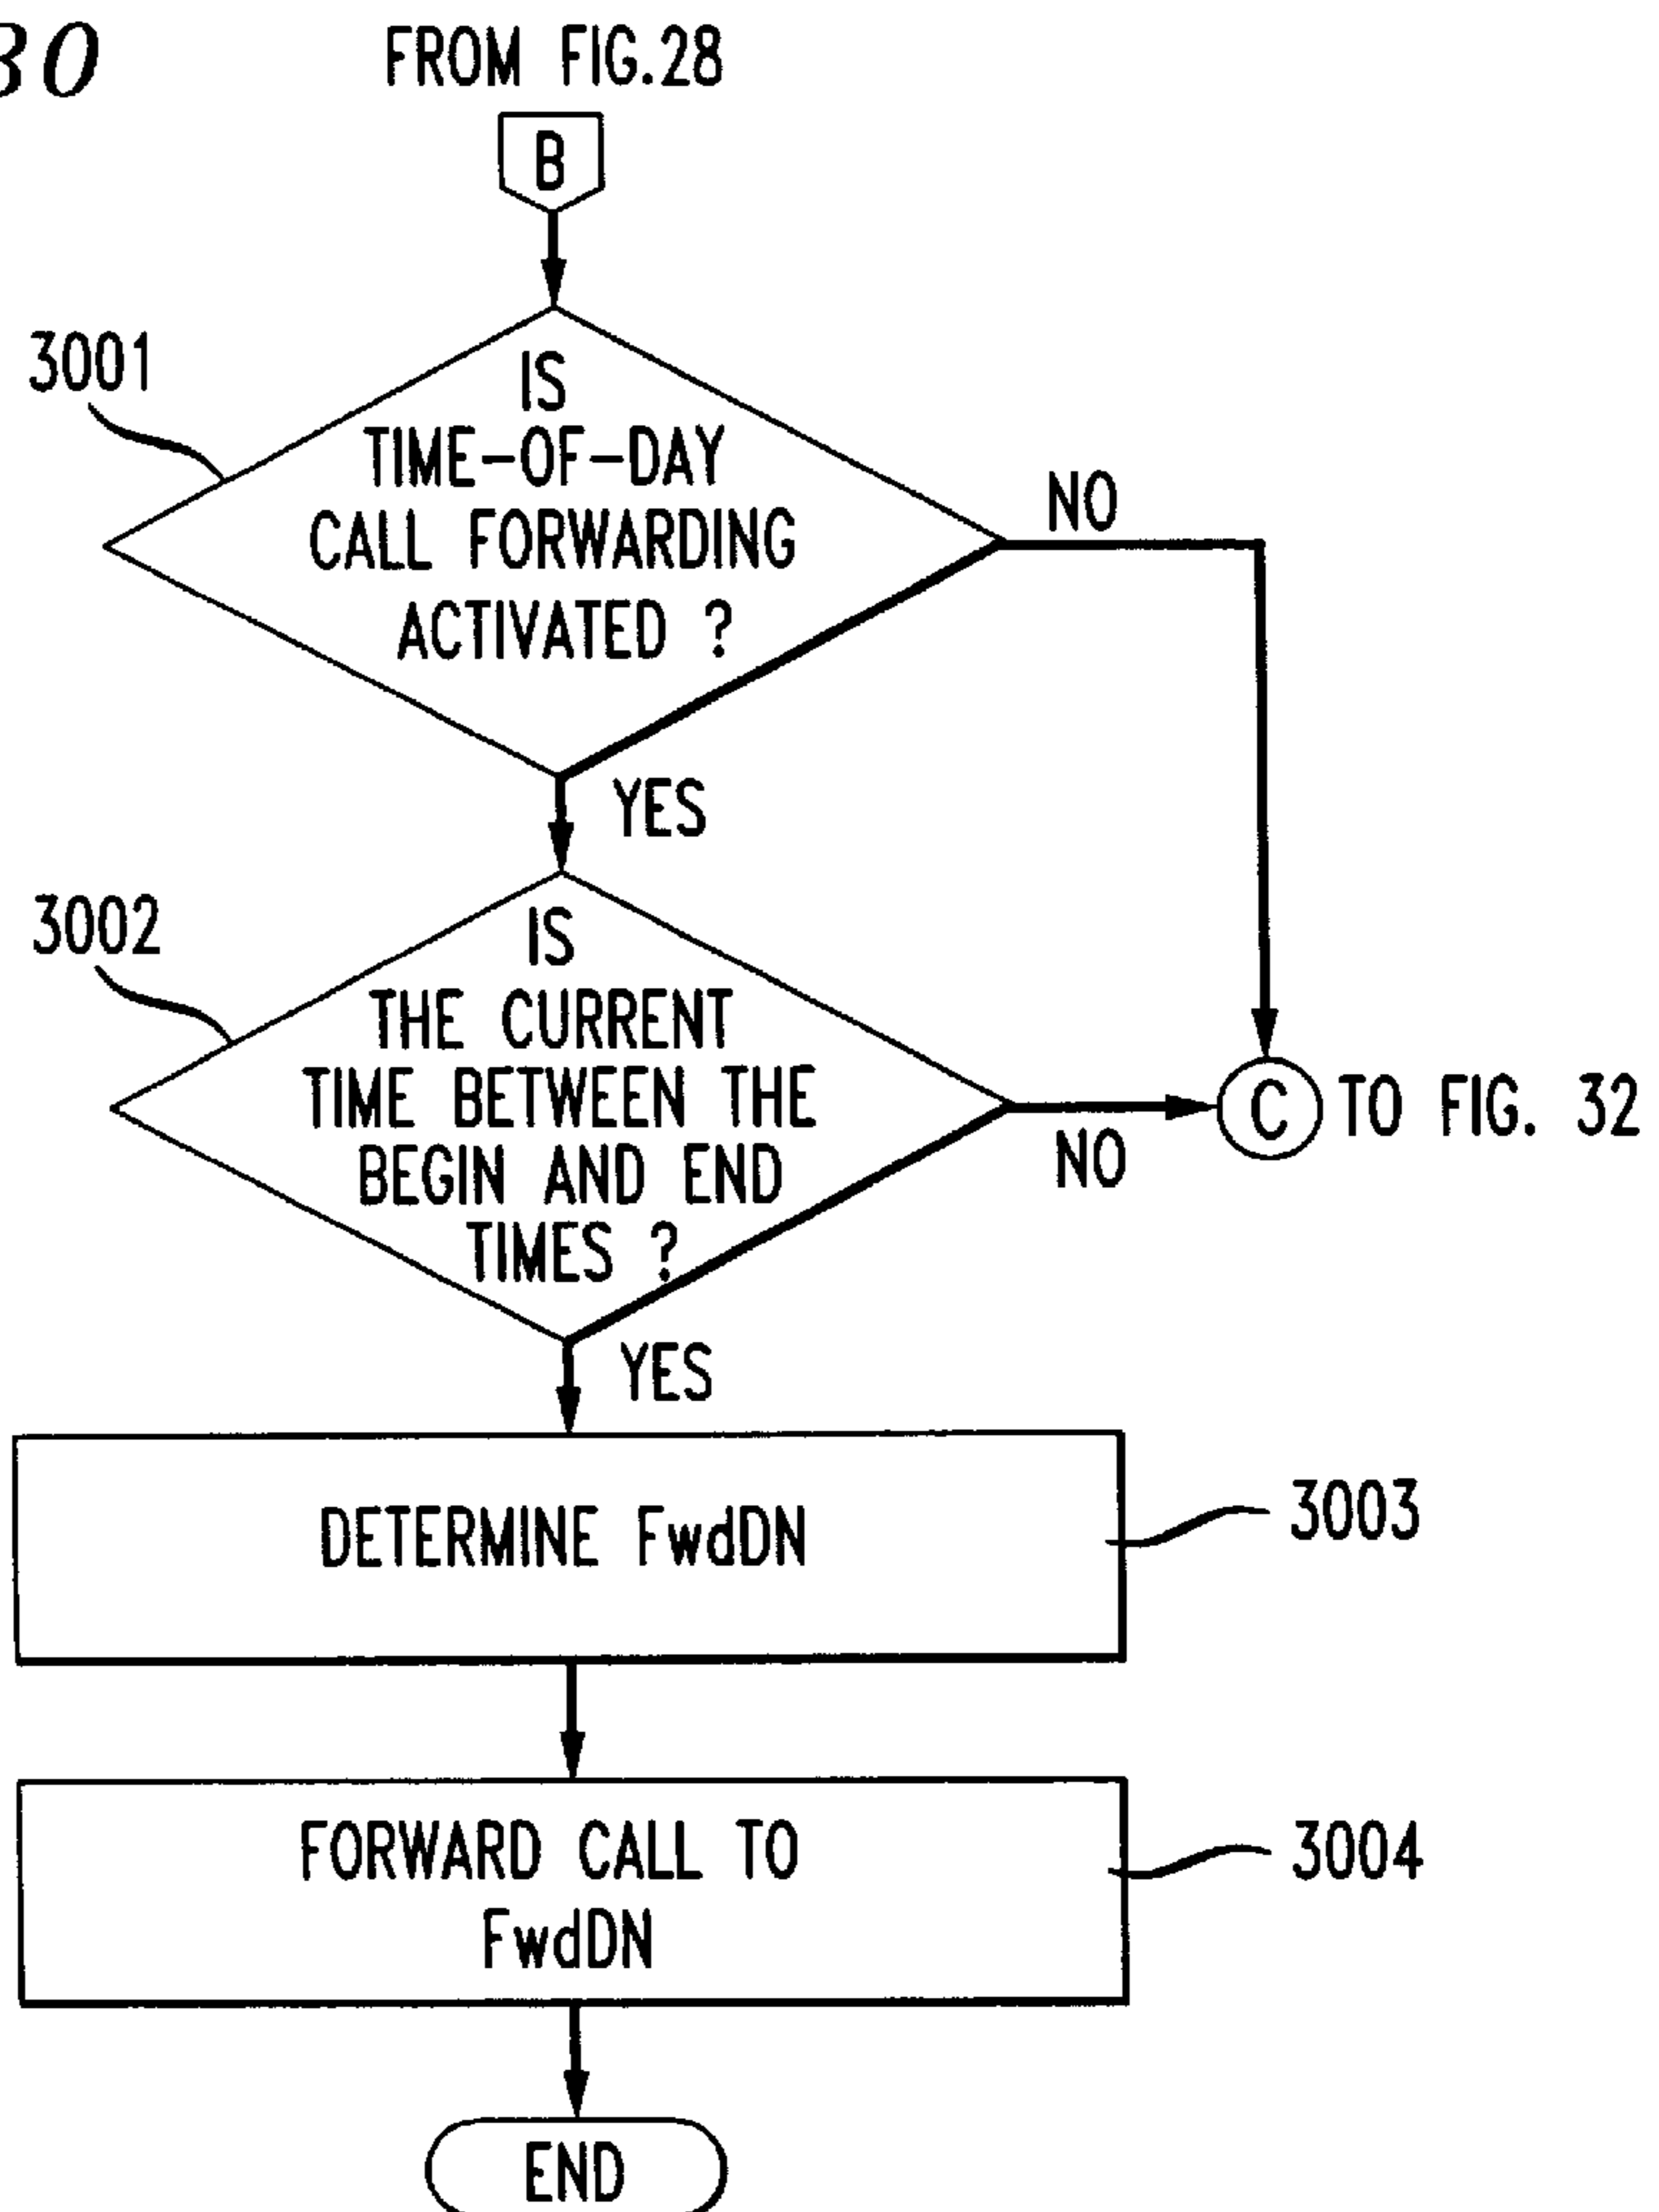 30
FROM FIG.28
B
3001
IS
TIME-OF-DAY
CALL FORWARDING
ACTIVATED ?
NO
YES
3002
IS
THE CURRENT
TIME BETWEEN THE
BEGIN AND END
TIMES ?
NO
C TO FIG. 32
YES
DETERMINE FwdDN
3003
FORWARD CALL TO
FwdDN
3004
END